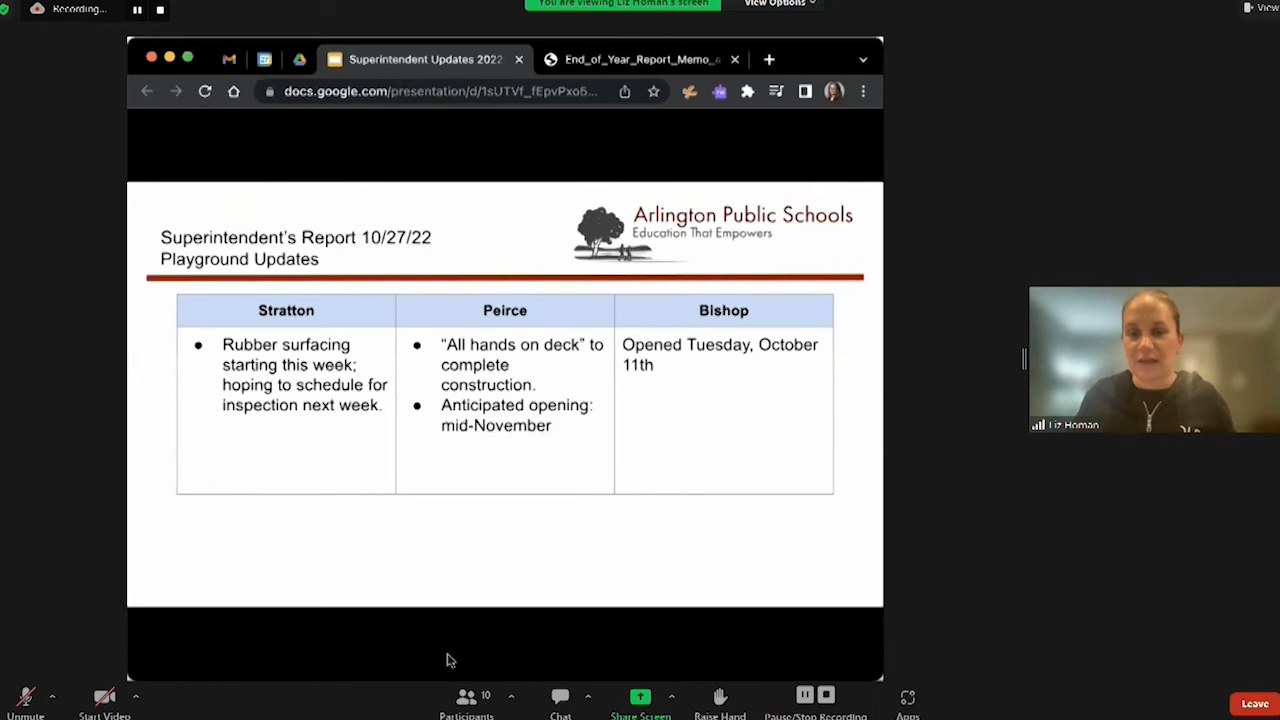 Recording...
You are viewing Liz Homan's screen
View Options
View
Superintendent Updates 2022
End_of_Year_Report_Memo_
docs.google.com/presentation/d/1sUTVf_fEpvPxo5...
Arlington Public Schools
Education That Empowers
Superintendent's Report 10/27/22
Playground Updates
Stratton
Peirce
Bishop
Rubber surfacing
starting this week;
hoping to schedule for
inspection next week.
"All hands on deck" to
complete
construction.
Anticipated opening:
mid-November
Opened Tuesday, October
11th
Liz Homan
Unmute
Start Video
10
Participants
Chat
Share Screen
Raise Hand
Pause/Stop Recording
Apps
Leave